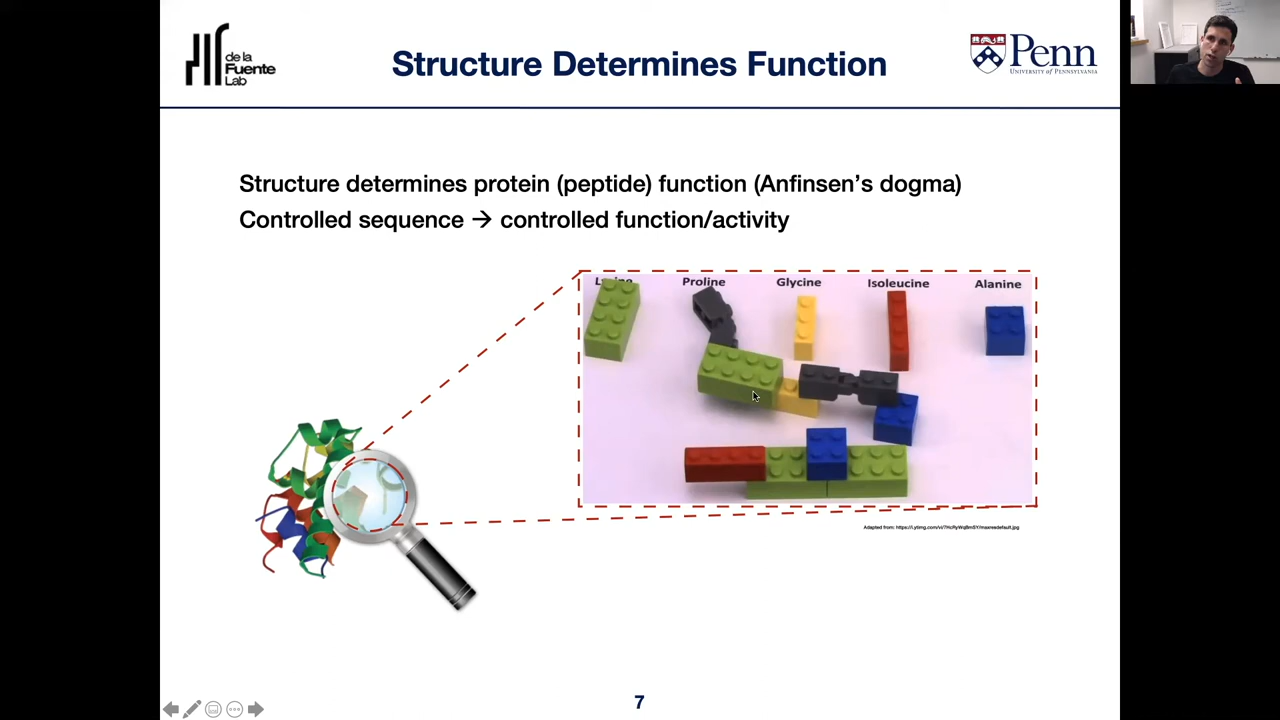 de la
Fuente
Lab
Structure Determines Function
Penn
UNIVERSITY of PENNSYLVANIA
Structure determines protein (peptide) function (Anfinsen's dogma)
Controlled sequence → controlled function/activity
Lysine Proline Glycine Isoleucine Alanine
7